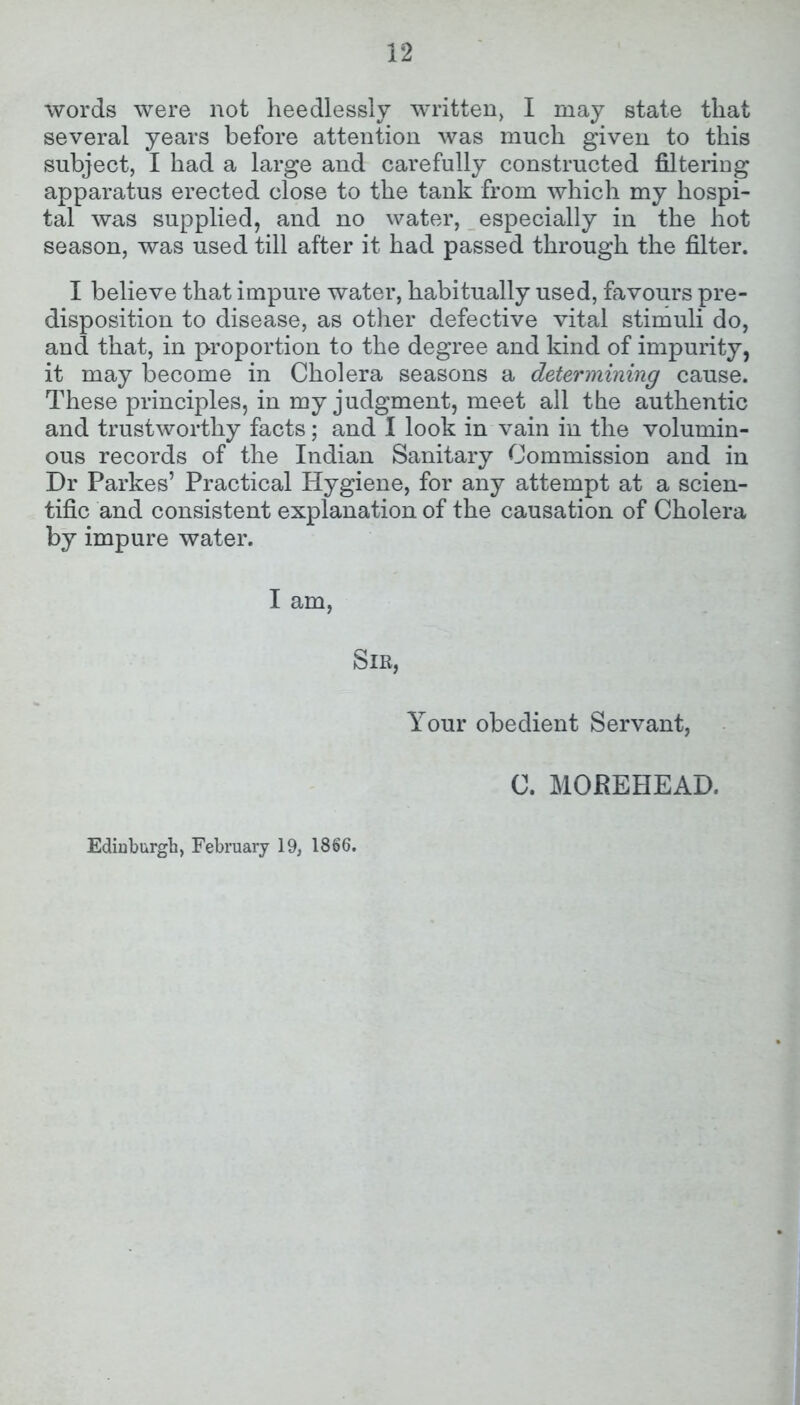 12
words were not heedlessly written, I may state that
several years before attention was much given to this
subject, I had a large and carefully constructed filtering
apparatus erected close to the tank from which my hospi-
tal was supplied, and no water, especially in the hot
season, was used till after it had passed through the filter.
I believe that impure water, habitually used, favours pre-
disposition to disease, as other defective vital stimuli do,
and that, in proportion to the degree and kind of impurity,
it may become in Cholera seasons a determining cause.
These principles, in my judgment, meet all the authentic
and trustworthy facts; and I look in vain in the volumin-
ous records of the Indian Sanitary Commission and in
Dr Parkes’ Practical Hygiene, for any attempt at a scien-
tific and consistent explanation of the causation of Cholera
by impure water.
I am,
SIR,
Your obedient Servant,
C. MOREHEAD.
Edinburgh, February 19, 1866.